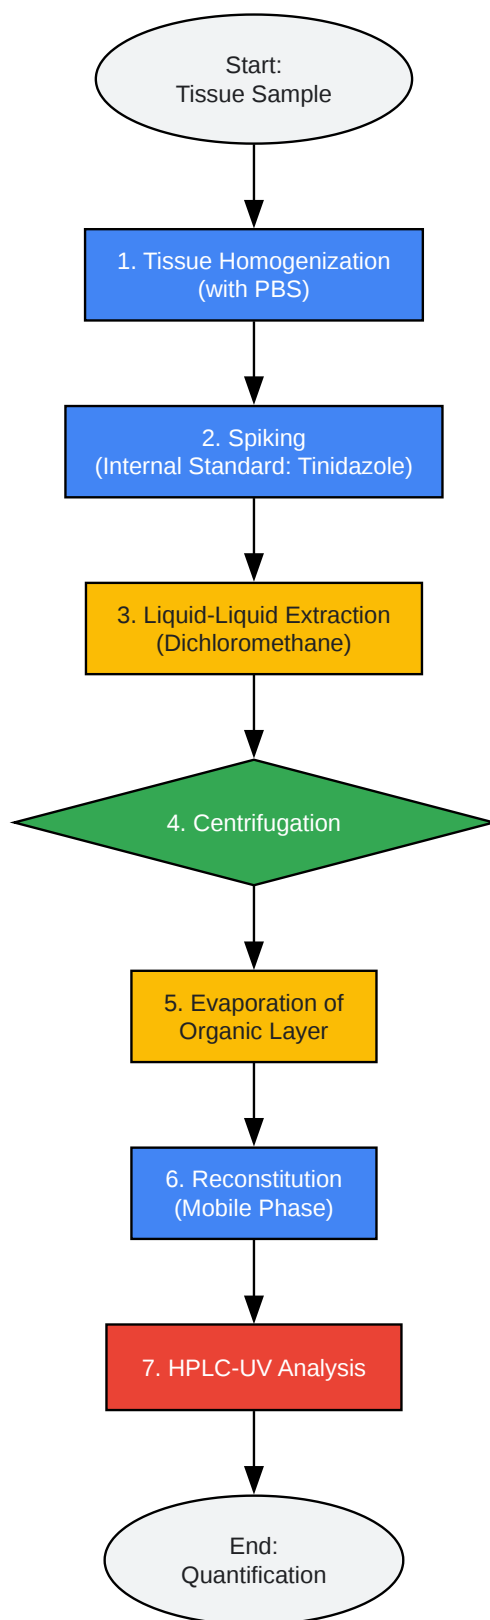 Start:
Tissue Sample
1. Tissue Homogenization
(with PBS)
2. Spiking
(Internal Standard: Tinidazole)
3. Liquid-Liquid Extraction
(Dichloromethane)
4. Centrifugation
5. Evaporation of
Organic Layer
6. Reconstitution
(Mobile Phase)
7. HPLC-UV Analysis
End:
Quantification